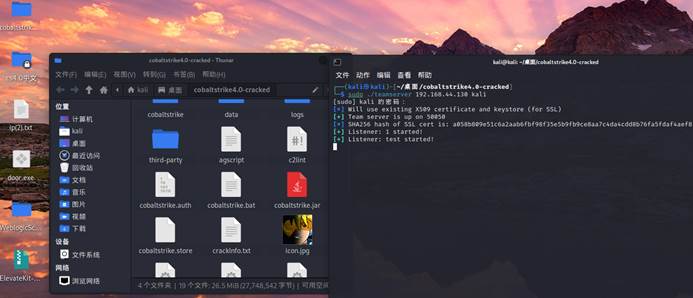 cobaltstrik...
cs4.0中文
ip(2).txt
door.exe
WeblogicSc...
ElevateKit-...
cobaltstrike4.0-cracked - Thunar
文件(F) 编辑(E) 视图(V) 转到(G) 书签(B) 帮助(H)
kali 桌面 cobaltstrike4.0-cracked
位置
计算机
kali
桌面
最近访问
回收站
文档
音乐
图片
视频
下载
设备
文件系统
网络
浏览网络
cobaltstrike data logs
third-party agscript c2lint
cobaltstrike.auth cobaltstrike.bat cobaltstrike.jar
cobaltstrike.store crackInfo.txt icon.jpg
4 个文件夹 | 19 个文件: 26.5 MiB (27,748,542 字节) | 可用空间
kali@kali: ~/桌面/cobaltstrike4.0-cracked
文件 动作 编辑 查看 帮助
(kali㉿kali)-[~/桌面/cobaltstrike4.0-cracked]
$ sudo ./teamserver 192.168.44.130 kali
[sudo] kali 的密码：
[*] Will use existing X509 certificate and keystore (for SSL)
[+] Team server is up on 50050
[*] SHA256 hash of SSL cert is:
[+] Listener: 1 started!
[+] Listener: test started!